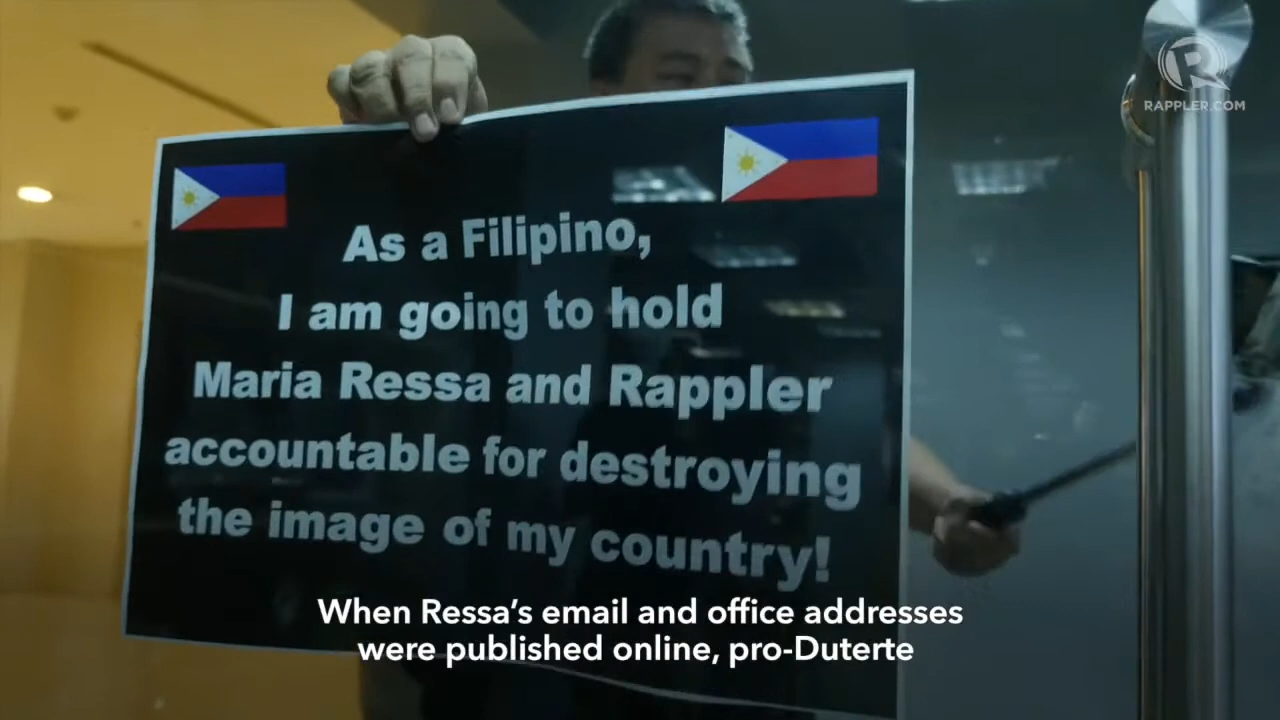 RAPPLER.COM
As a Filipino,
I am going to hold
Maria Ressa and Rappler
accountable for destroying
the image of my country!
When Ressa's email and office addresses
were published online, pro-Duterte